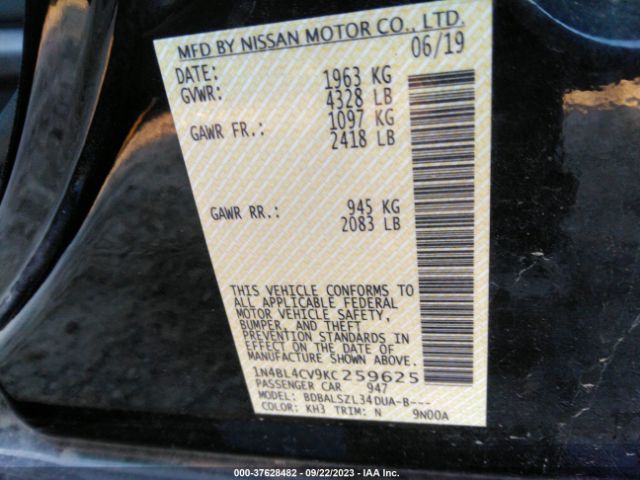 MFD BY NISSAN MOTOR CO., LTD.
DATE: 06/19
GVWR: 1963 KG
4328 LB
GAWR FR.: 1097 KG
2418 LB
GAWR RR.: 945 KG
2083 LB
THIS VEHICLE CONFORMS TO
ALL APPLICABLE FEDERAL
MOTOR VEHICLE SAFETY,
BUMPER, AND THEFT
PREVENTION STANDARDS IN
EFFECT ON THE DATE OF
MANUFACTURE SHOWN ABOVE.
1N4BL4CV9KC259625
PASSENGER CAR 947
MODEL: BDBALSZL34DUA-B---
COLOR: KH3 TRIM: N 9N00A
000-37628482 - 09/22/2023 - IAA Inc.